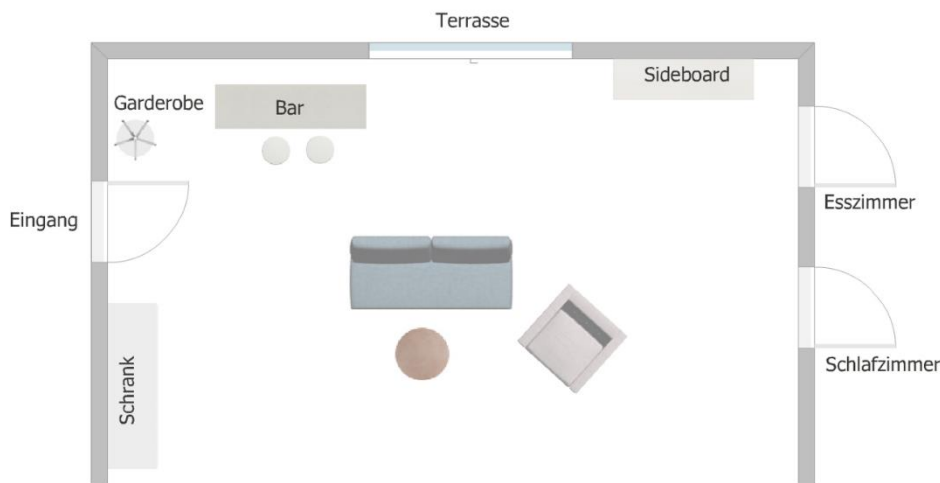 Terrasse
Sideboard
Garderobe
Bar
Eingang
Esszimmer
Schrank
Schlafzimmer